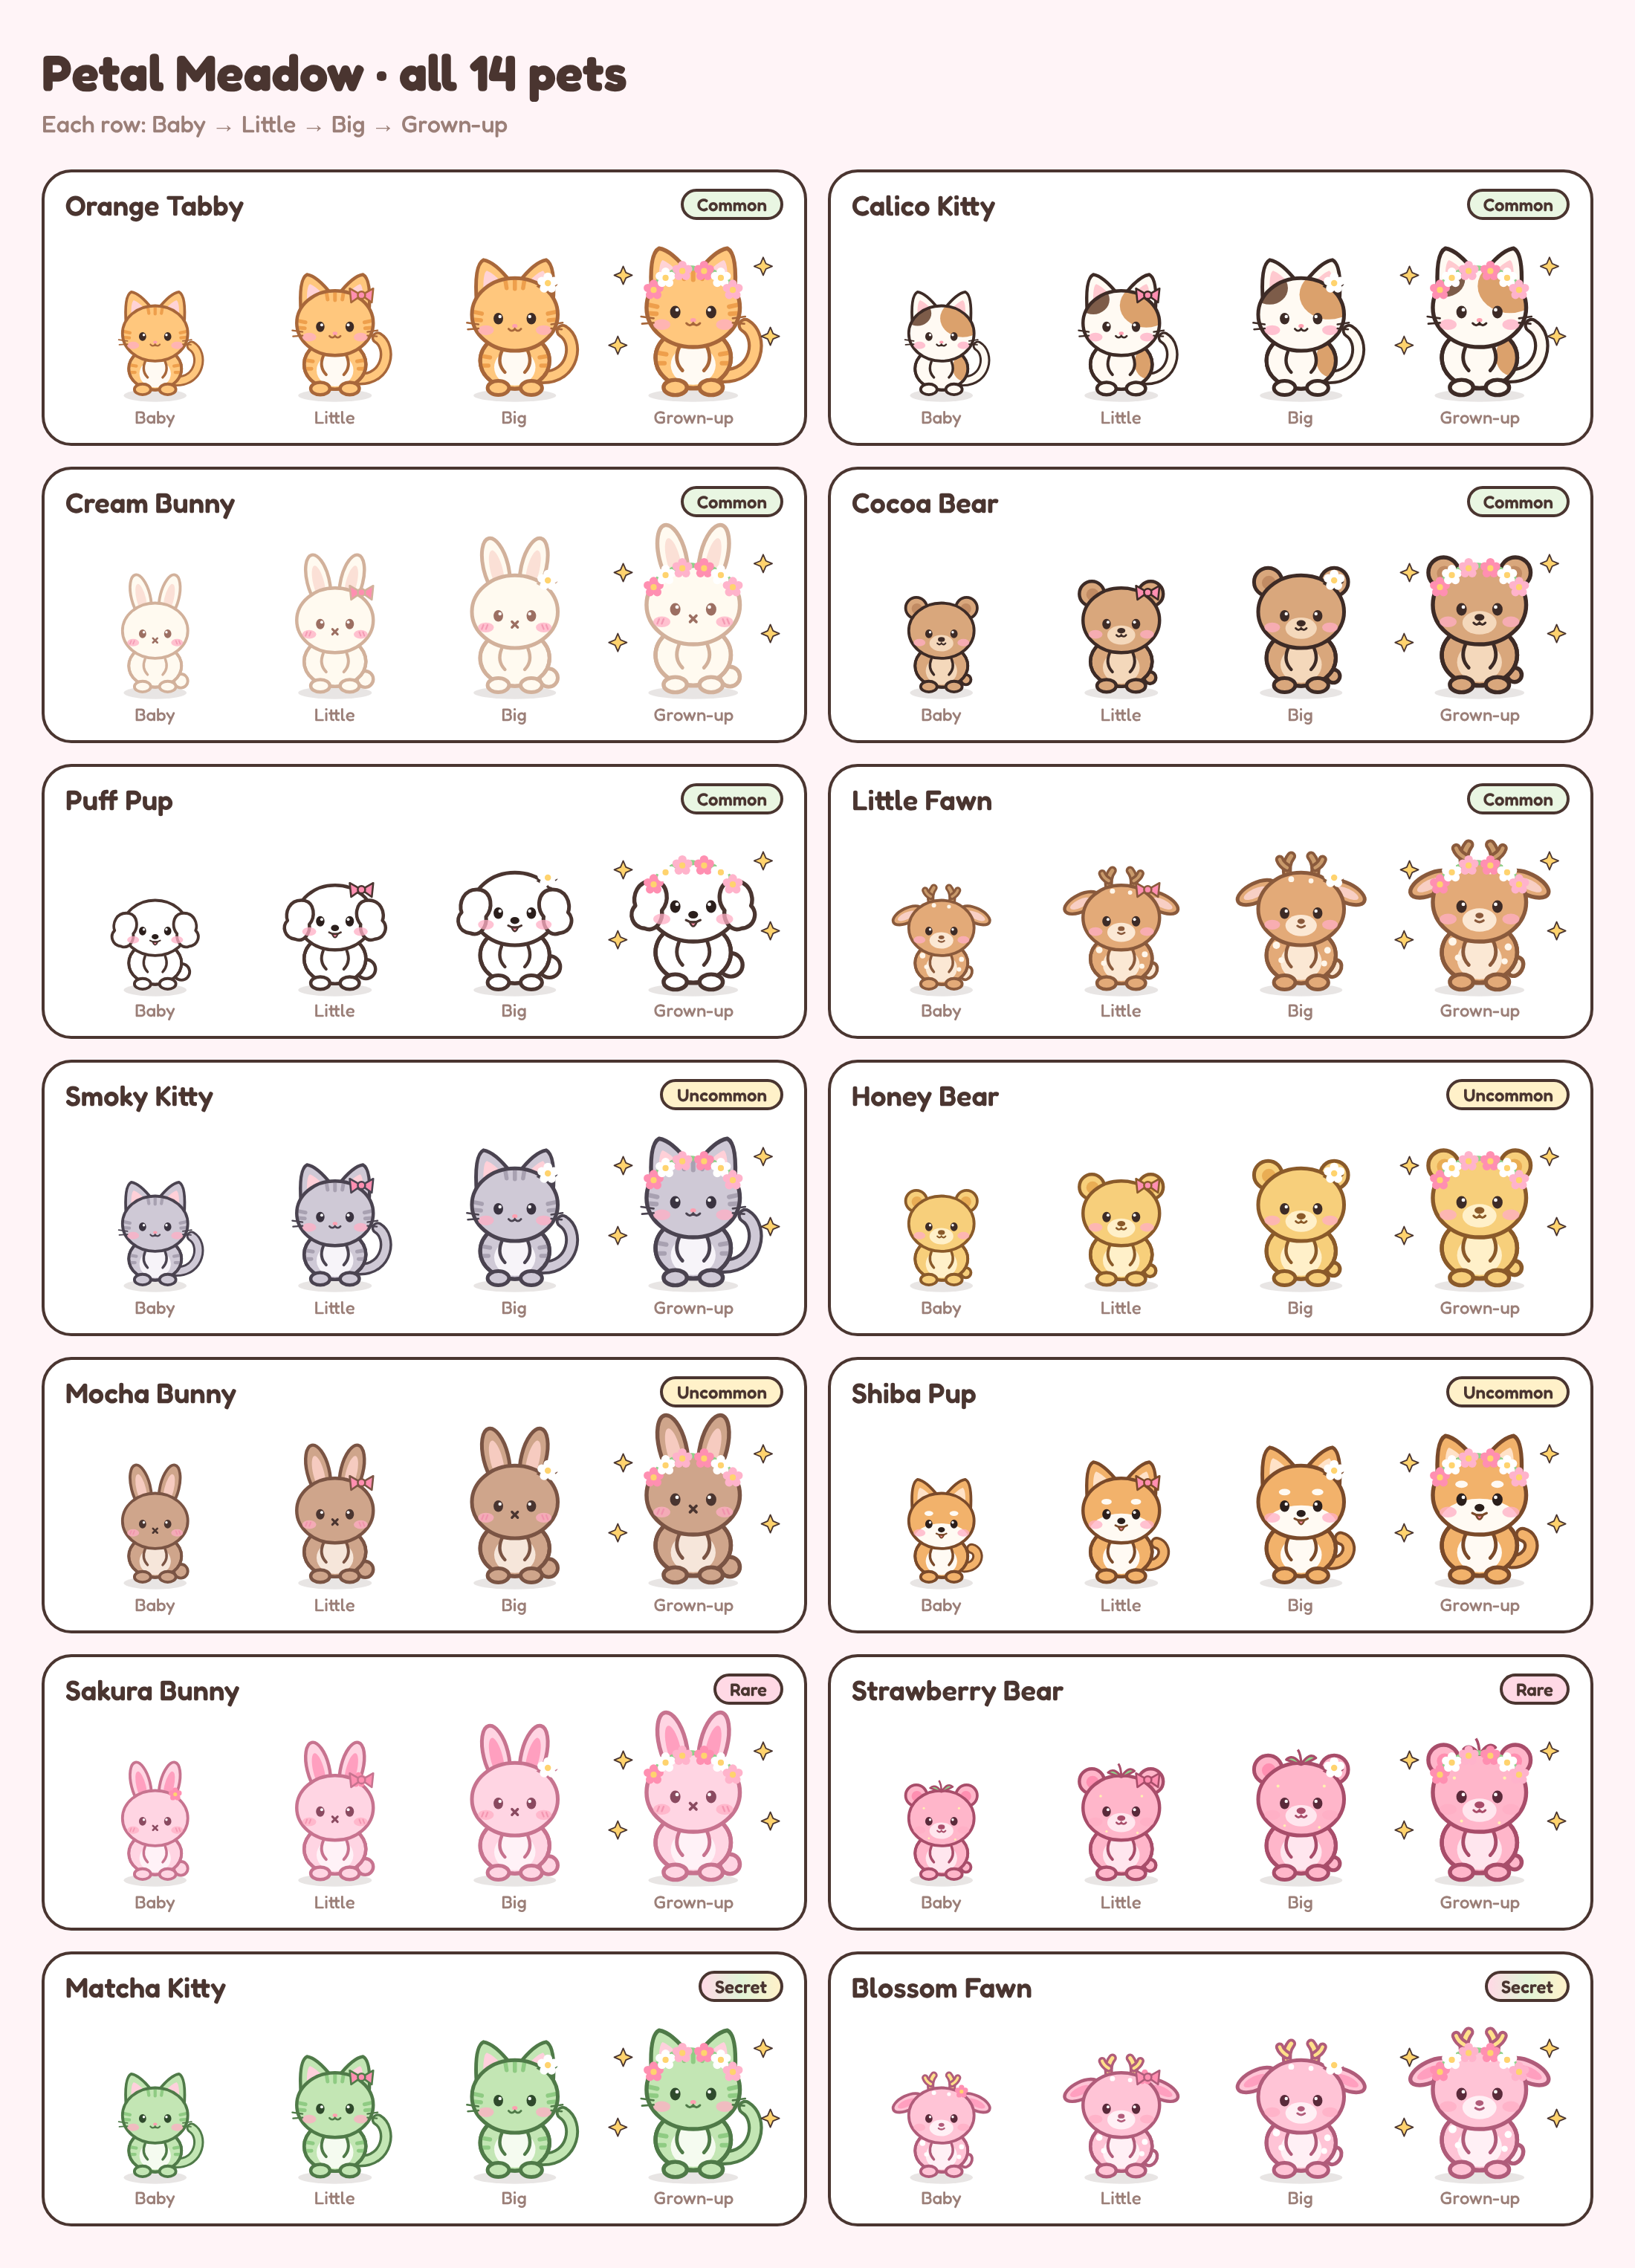 Petal Meadow · all 14 pets
Each row: Baby → Little → Big → Grown-up
Orange Tabby
Common
Baby
Little
Big
Grown-up
Calico Kitty
Common
Baby
Little
Big
Grown-up
Cream Bunny
Common
Baby
Little
Big
Grown-up
Cocoa Bear
Common
Baby
Little
Big
Grown-up
Puff Pup
Common
Baby
Little
Big
Grown-up
Little Fawn
Common
Baby
Little
Big
Grown-up
Smoky Kitty
Uncommon
Baby
Little
Big
Grown-up
Honey Bear
Uncommon
Baby
Little
Big
Grown-up
Mocha Bunny
Uncommon
Baby
Little
Big
Grown-up
Shiba Pup
Uncommon
Baby
Little
Big
Grown-up
Sakura Bunny
Rare
Baby
Little
Big
Grown-up
Strawberry Bear
Rare
Baby
Little
Big
Grown-up
Matcha Kitty
Secret
Baby
Little
Big
Grown-up
Blossom Fawn
Secret
Baby
Little
Big
Grown-up